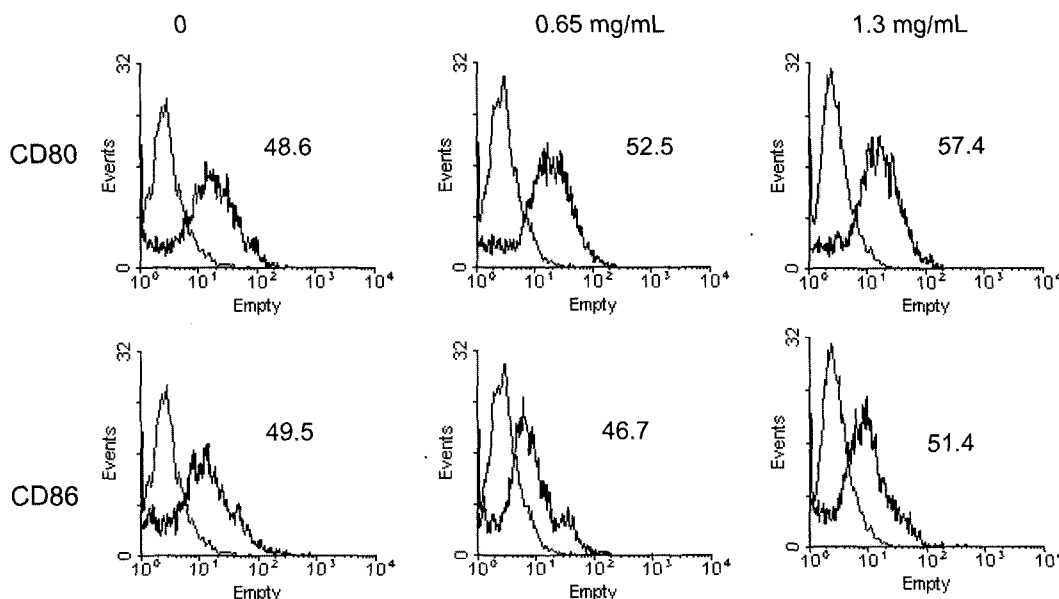 0 0.65 mg/mL 1.3 mg/mL
CD80
32 32 32
Events Events Events
48.6 52.5 57.4
0 0 0
10⁰ 10¹ 10² 10³ 10⁴ 10⁰ 10¹ 10² 10³ 10⁴ 10⁰ 10¹ 10² 10³ 10⁴
Empty Empty Empty
CD86
32 32 32
Events Events Events
49.5 46.7 51.4
0 0 0
10⁰ 10¹ 10² 10³ 10⁴ 10⁰ 10¹ 10² 10³ 10⁴ 10⁰ 10¹ 10² 10³ 10⁴
Empty Empty Empty